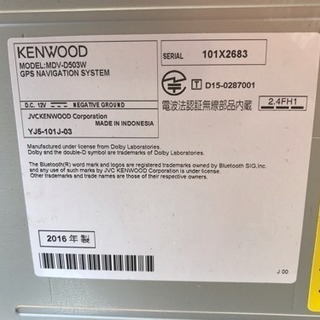 KENWOOD
MODEL:MDV-D503W
GPS NAVIGATION SYSTEM
SERIAL 101X2683
T D15-0287001
D.C. 12V NEGATIVE GROUND
電波法認証無線部品内蔵 2.4FH1
JVCKENWOOD Corporation
MADE IN INDONESIA
YJ5-101J-03
Manufactured under license from Dolby Laboratories.
Dolby and the double-D symbol are trademarks of Dolby Laboratories.
The Bluetooth(R) word mark and logos are registered trademarks owned by Bluetooth SIG,Inc.
and any use of such marks by JVC KENWOOD Corporation is under license.
Other trademarks and trade names are those of their respective owners.
2016 年製
J 00